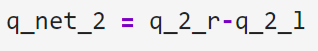 q_net_2 = q_2_r-q_2_l